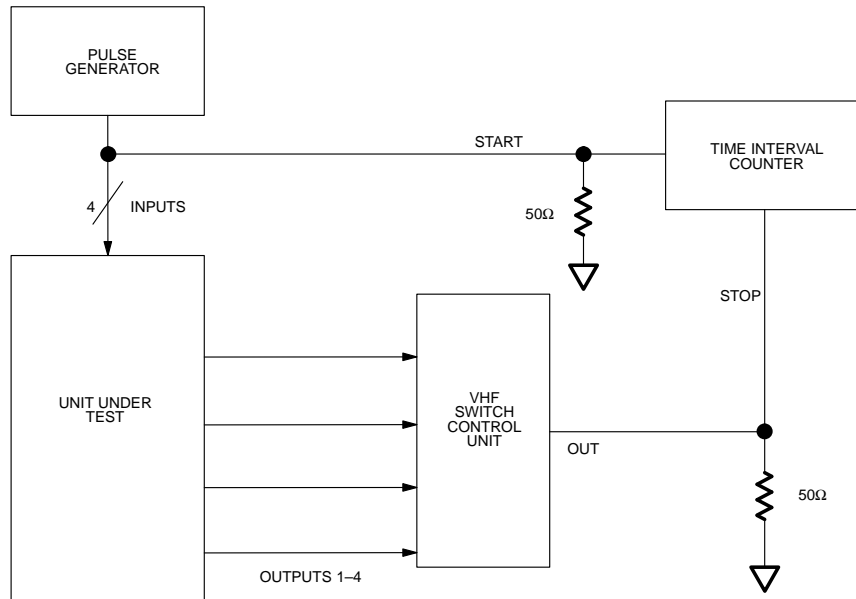 PULSE
GENERATOR
START
TIME INTERVAL
COUNTER
4
INPUTS
50Ω
STOP
UNIT UNDER
TEST
VHF
SWITCH
CONTROL
UNIT
OUT
50Ω
OUTPUTS 1–4